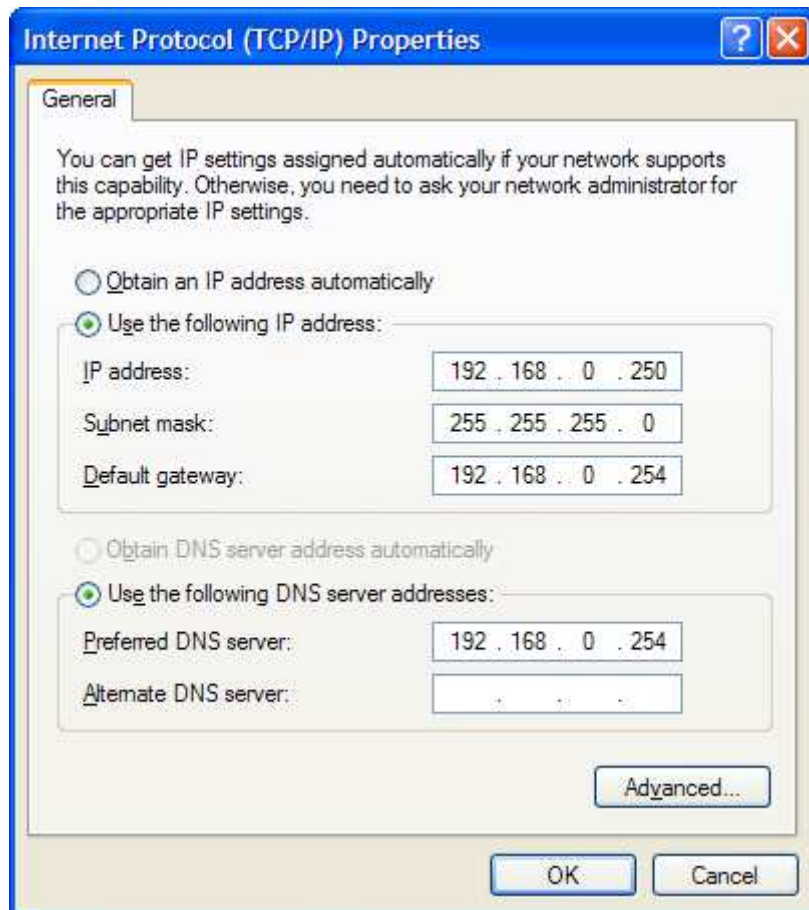 Internet Protocol (TCP/IP) Properties
General
You can get IP settings assigned automatically if your network supports
this capability. Otherwise, you need to ask your network administrator for
the appropriate IP settings.
Obtain an IP address automatically
Use the following IP address:
IP address: 192 . 168 . 0 . 250
Subnet mask: 255 . 255 . 255 . 0
Default gateway: 192 . 168 . 0 . 254
Obtain DNS server address automatically
Use the following DNS server addresses:
Preferred DNS server: 192 . 168 . 0 . 254
Alternate DNS server: . . .
Advanced...
OK Cancel